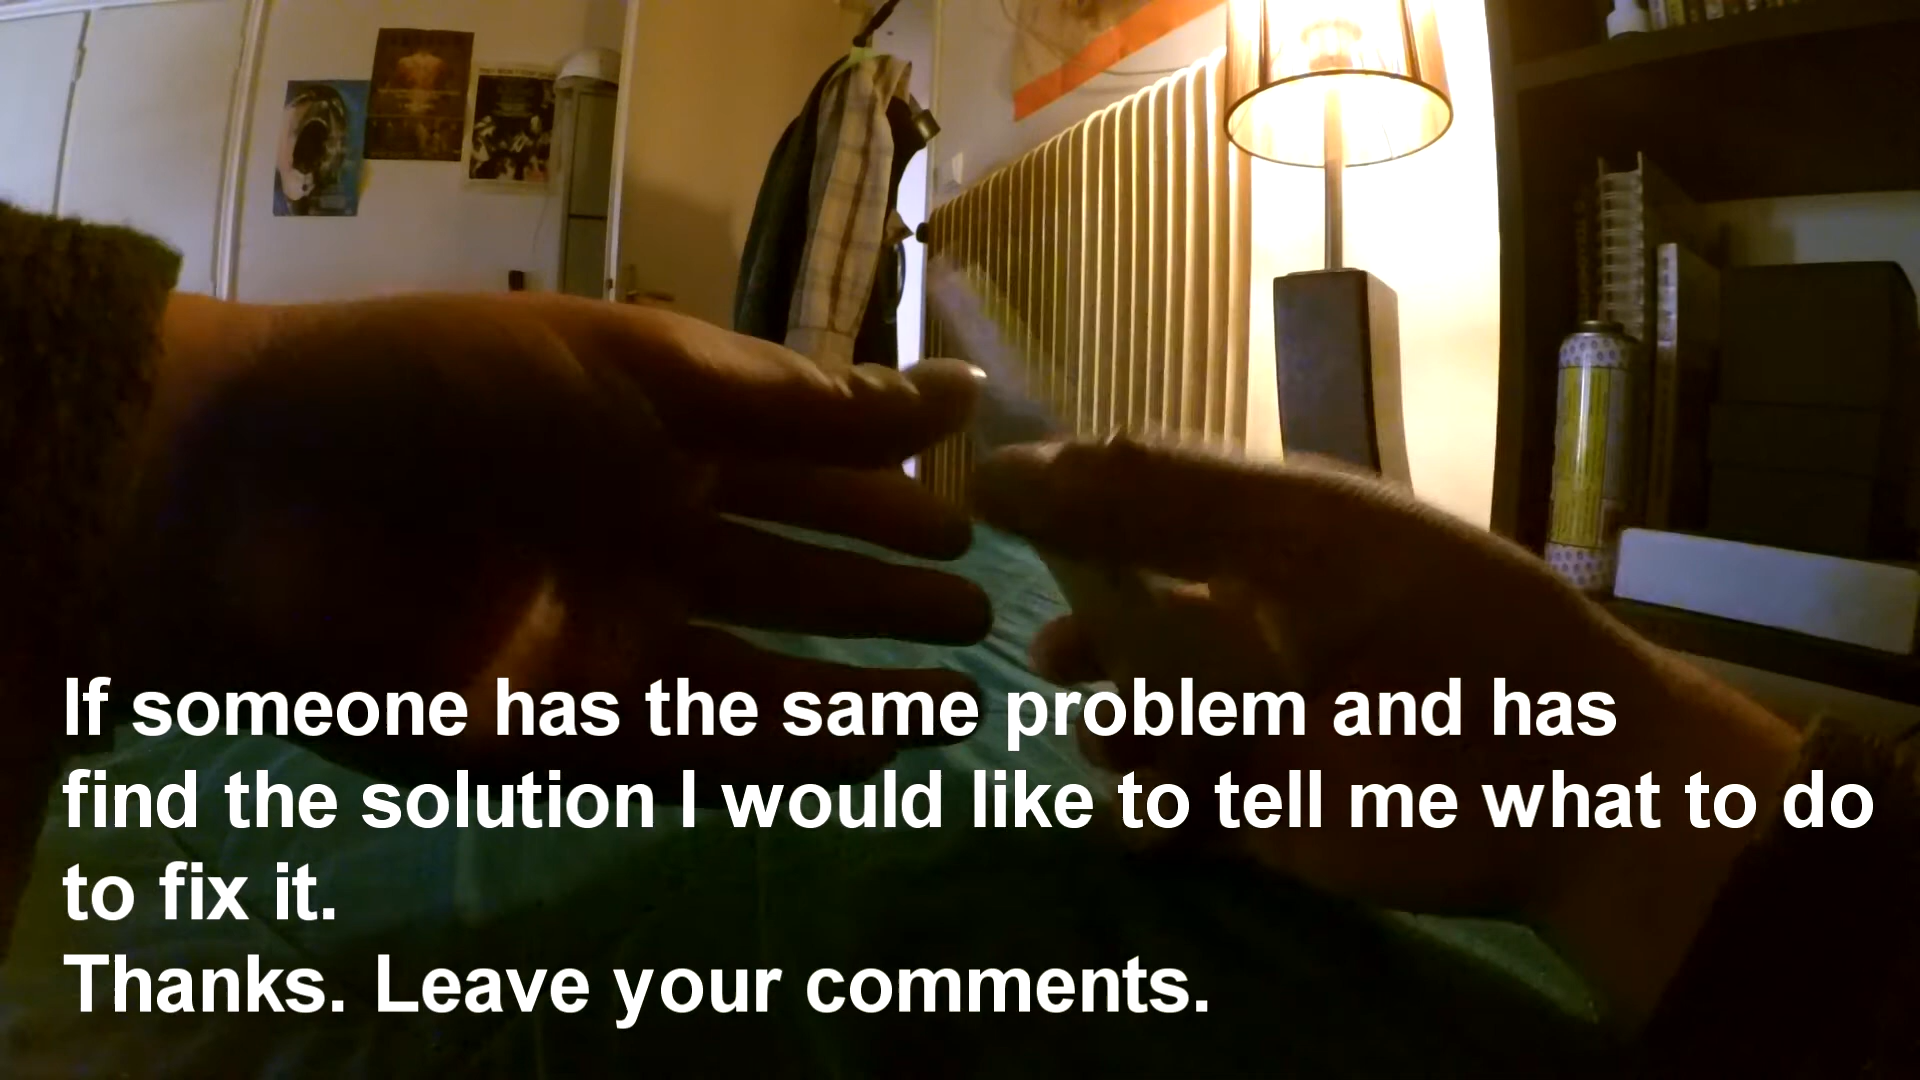 If someone has the same problem and has
find the solution I would like to tell me what to do
to fix it.
Thanks. Leave your comments.